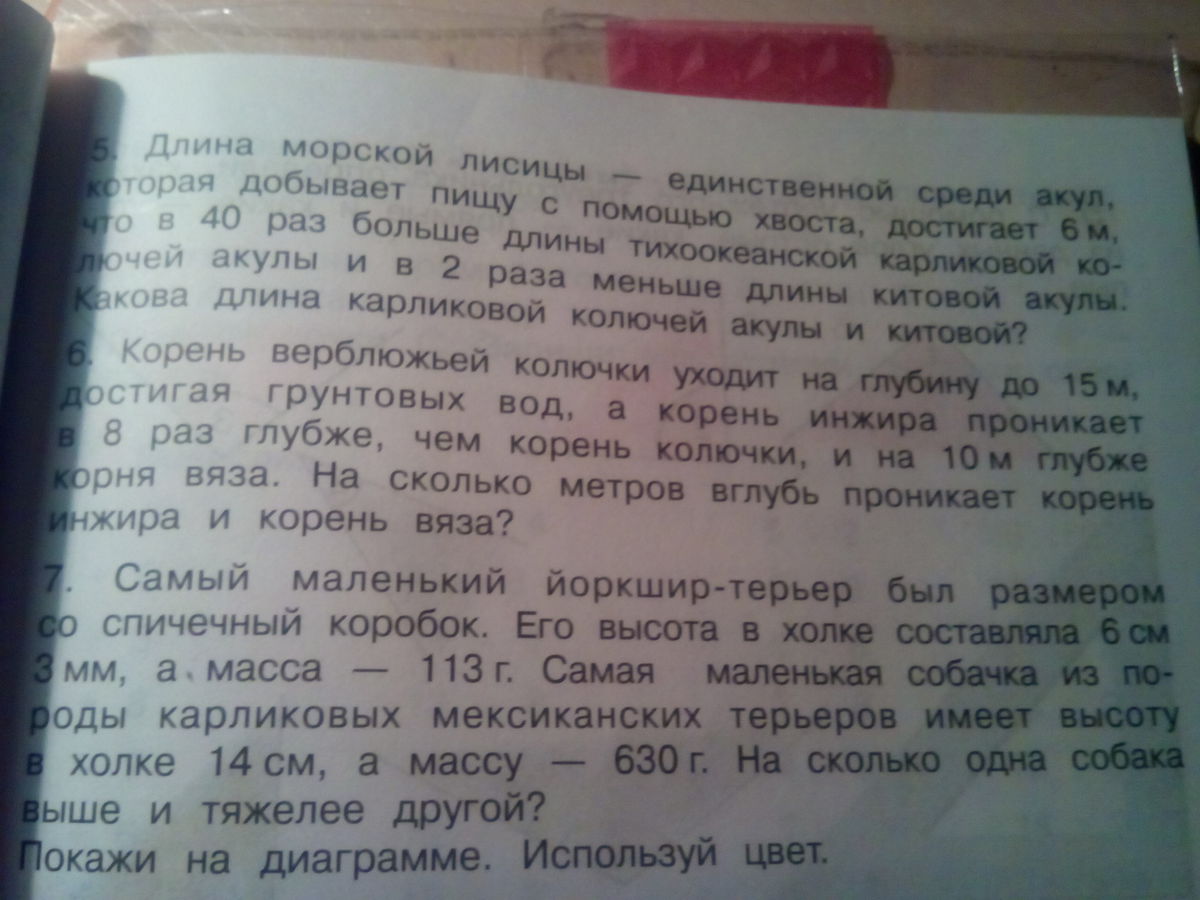 5. Длина морской лисицы — единственной среди акул,
которая добывает пищу с помощью хвоста, достигает 6 м,
что в 40 раз больше длины тихоокеанской карликовой ко-
лючей акулы и в 2 раза меньше длины китовой акулы.
Какова длина карликовой колючей акулы и китовой?
6. Корень верблюжьей колючки уходит на глубину до 15 м,
достигая грунтовых вод, а корень инжира проникает
в 8 раз глубже, чем корень колючки, и на 10 м глубже
корня вяза. На сколько метров вглубь проникает корень
инжира и корень вяза?
7. Самый маленький йоркшир-терьер был размером
со спичечный коробок. Его высота в холке составляла 6 см
3 мм, а масса — 113 г. Самая маленькая собачка из по-
роды карликовых мексиканских терьеров имеет высоту
в холке 14 см, а массу — 630 г. На сколько одна собака
выше и тяжелее другой?
Покажи на диаграмме. Используй цвет.